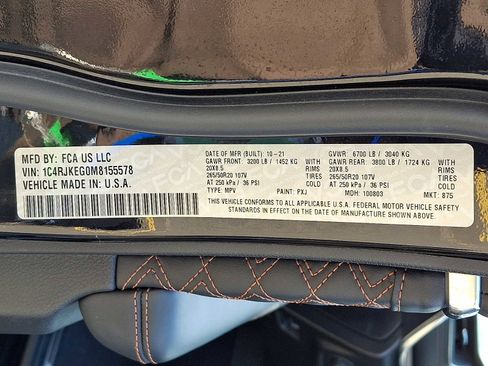 MFD BY: FCA US LLC
VIN: 1C4RJKEG0M8155578
VEHICLE MADE IN U.S.A.
DATE OF MFR (BUILT): 10-21 GVWR: 6700 LB / 3040 KG
GAWR FRONT: 3200 LB / 1452 KG GAWR REAR: 3800 LB / 1724 KG
20X8.5 RIMS 20X8.5 RIMS
265/50R20 107V TIRES 265/50R20 107V TIRES
AT 250 kPa / 36 PSI COLD AT 250 kPa / 36 PSI COLD
TYPE: MPV PAINT: PXJ MDH: 100803 MKT: 875
THIS VEHICLE CONFORMS TO ALL APPLICABLE U.S.A. FEDERAL MOTOR VEHICLE SAFETY
STANDARDS IN EFFECT ON THE DATE OF MANUFACTURE SHOWN ABOVE.